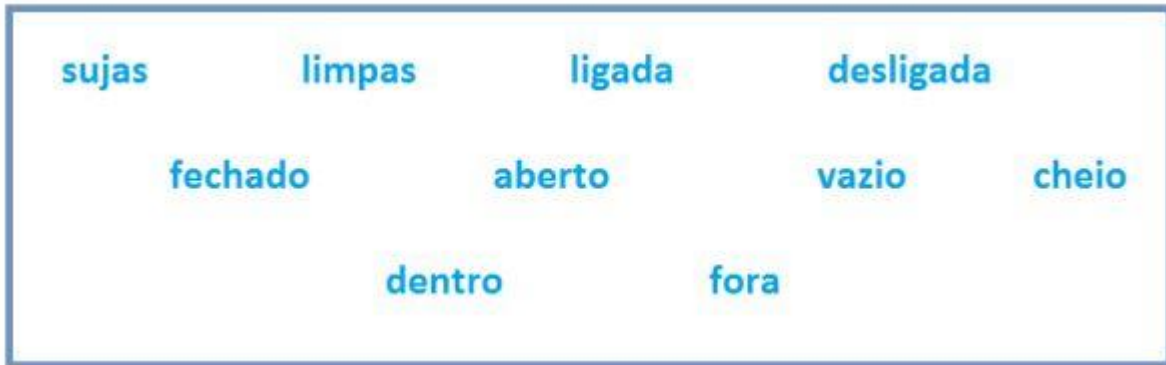 sujas limpas ligada desligada
fechado aberto vazio cheio
dentro fora